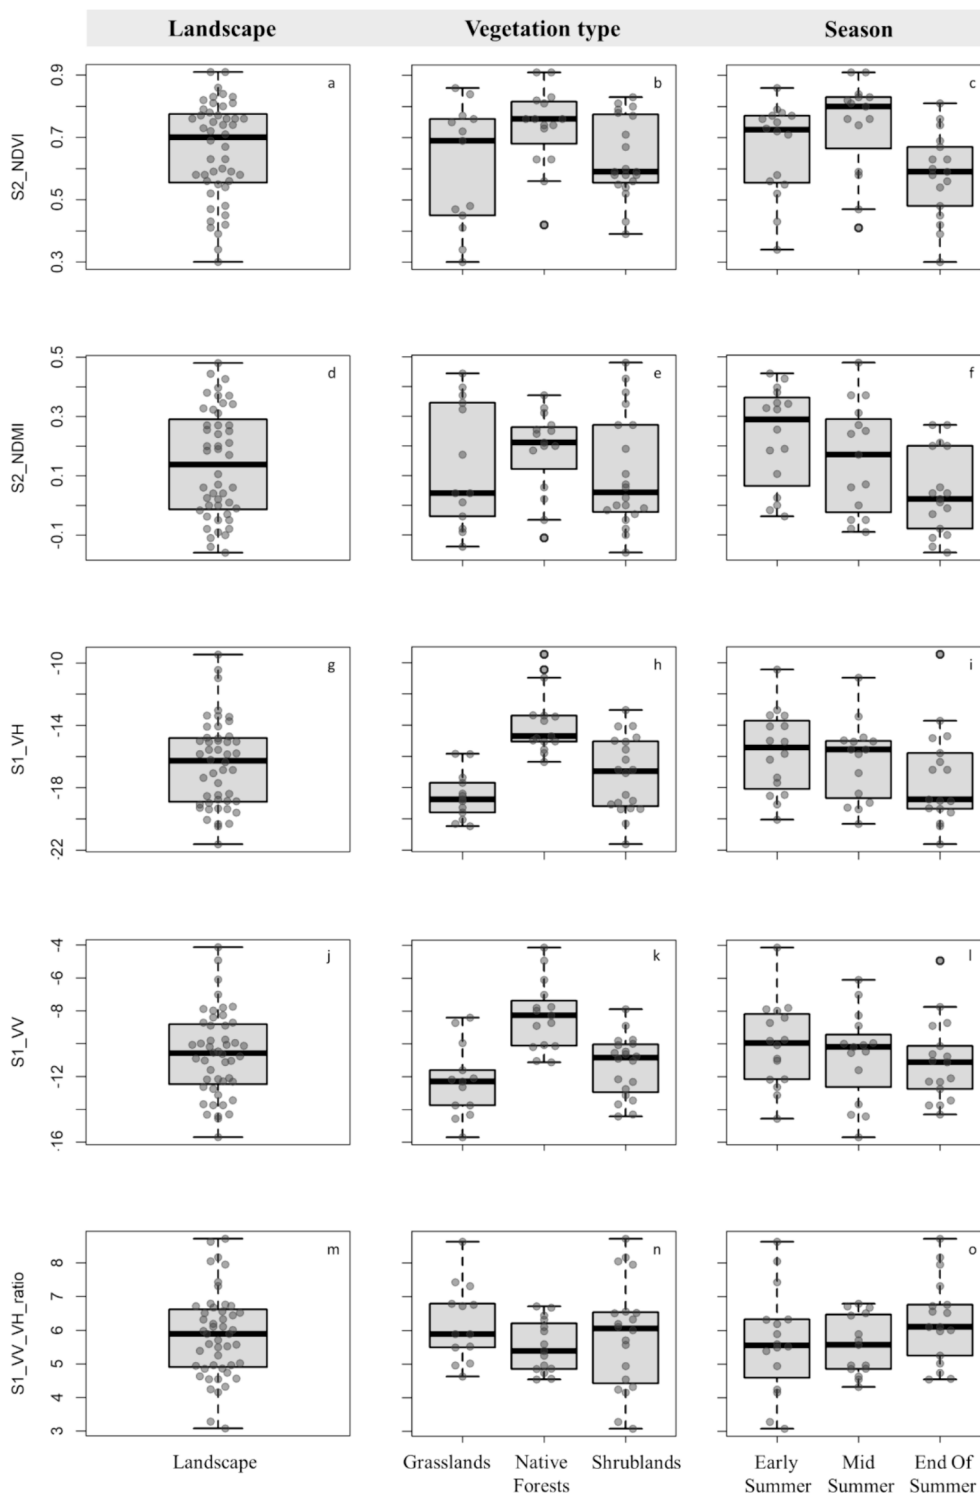 Landscape Vegetation type Season
S2_NDVI
0.9
0.7
0.5
0.3
a
b
c
S2_NDMI
0.5
0.3
0.1
-0.1
d
e
f
S1_VH
-10
-14
-18
-22
g
h
i
S1_VV
-4
-6
-8
-12
-16
j
k
l
S1_VV_VH_ratio
8
7
6
5
4
3
m
n
o
Landscape Grasslands Native Shrublands Early Mid End Of
Forests Summer Summer Summer